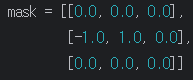 mask = [[0.0, 0.0, 0.0],
[-1.0, 1.0, 0.0],
[0.0, 0.0, 0.0]]